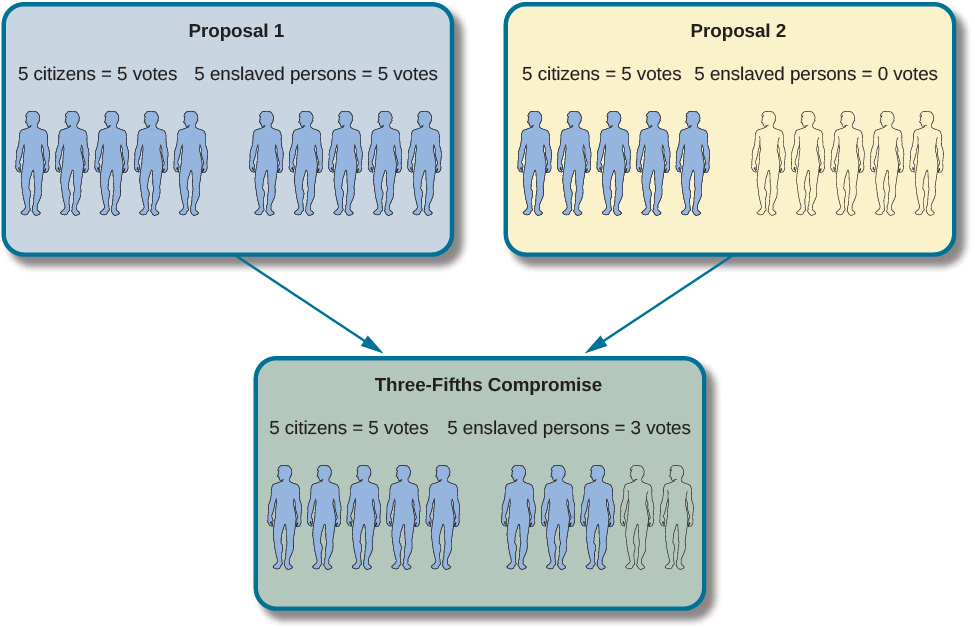 Proposal 1
5 citizens = 5 votes 5 enslaved persons = 5 votes
Proposal 2
5 citizens = 5 votes 5 enslaved persons = 0 votes
Three-Fifths Compromise
5 citizens = 5 votes 5 enslaved persons = 3 votes